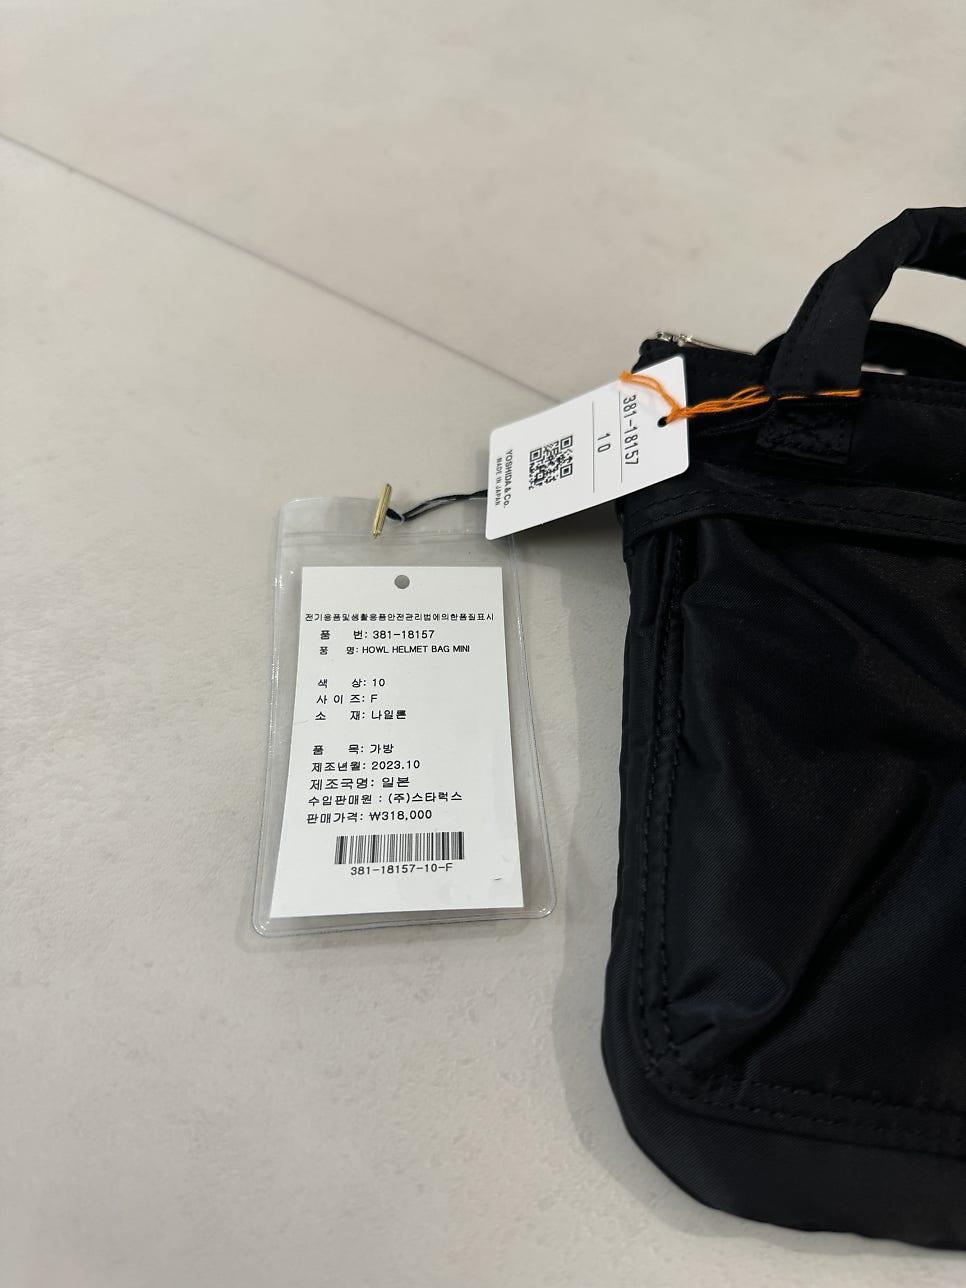 381-18157
10
YOSHIDA & Co.
MADE IN JAPAN
전기용품및생활용품안전관리법에의한품질표시
품 번: 381-18157
품 명: HOWL HELMET BAG MINI
색 상: 10
사 이 즈: F
소 재: 나일론
품 목: 가방
제조년월: 2023.10
제조국명: 일본
수입판매원 : (주)스타럭스
판매가격: ₩318,000
381-18157-10-F